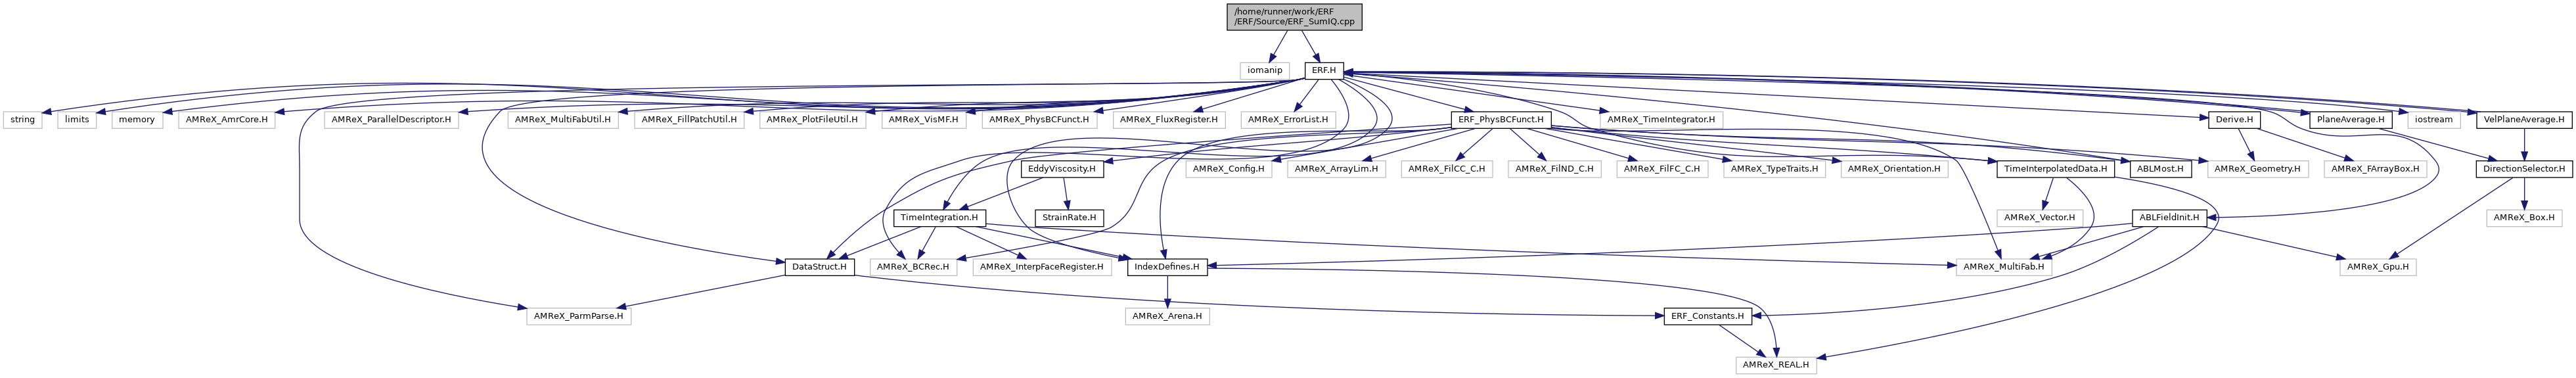 /home/runner/work/ERF
/ERF/Source/ERF_SumIQ.cpp
iomanip
ERF.H
string
limits
memory
AMReX_AmrCore.H
AMReX_ParallelDescriptor.H
AMReX_MultiFabUtil.H
AMReX_FillPatchUtil.H
AMReX_PlotFileUtil.H
AMReX_VisMF.H
AMReX_PhysBCFunct.H
AMReX_FluxRegister.H
AMReX_ErrorList.H
ERF_PhysBCFunct.H
AMReX_TimeIntegrator.H
Derive.H
PlaneAverage.H
iostream
VelPlaneAverage.H
EddyViscosity.H
AMReX_Config.H
AMReX_ArrayLim.H
AMReX_FilCC_C.H
AMReX_FilND_C.H
AMReX_FilFC_C.H
AMReX_TypeTraits.H
AMReX_Orientation.H
TimeInterpolatedData.H
ABLMost.H
AMReX_Geometry.H
AMReX_FArrayBox.H
DirectionSelector.H
TimeIntegration.H
StrainRate.H
AMReX_Vector.H
ABLFieldInit.H
AMReX_Box.H
DataStruct.H
AMReX_BCRec.H
AMReX_InterpFaceRegister.H
IndexDefines.H
AMReX_MultiFab.H
AMReX_Gpu.H
AMReX_ParmParse.H
AMReX_Arena.H
ERF_Constants.H
AMReX_REAL.H